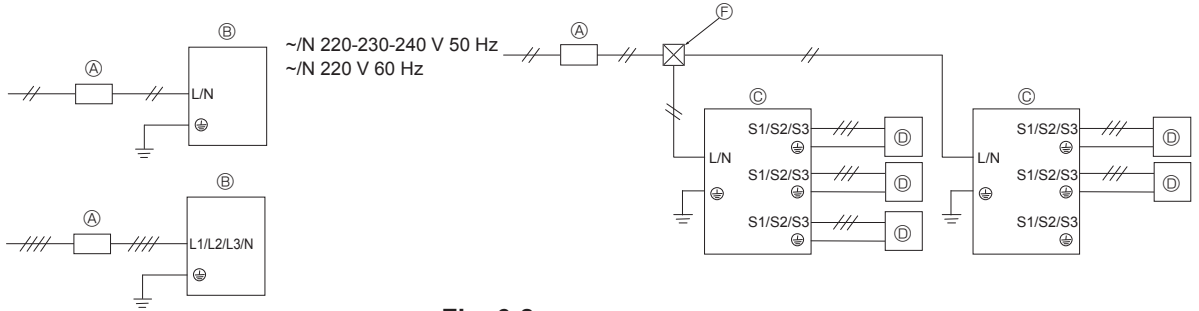 Ⓐ
Ⓑ
L/N
~/N 220-230-240 V 50 Hz
~/N 220 V 60 Hz
Ⓐ
Ⓑ
L1/L2/L3/N
Ⓐ
Ⓕ
Ⓒ
L/N
S1/S2/S3
Ⓓ
S1/S2/S3
Ⓓ
S1/S2/S3
Ⓓ
Ⓒ
L/N
S1/S2/S3
Ⓓ
S1/S2/S3
Ⓓ
S1/S2/S3